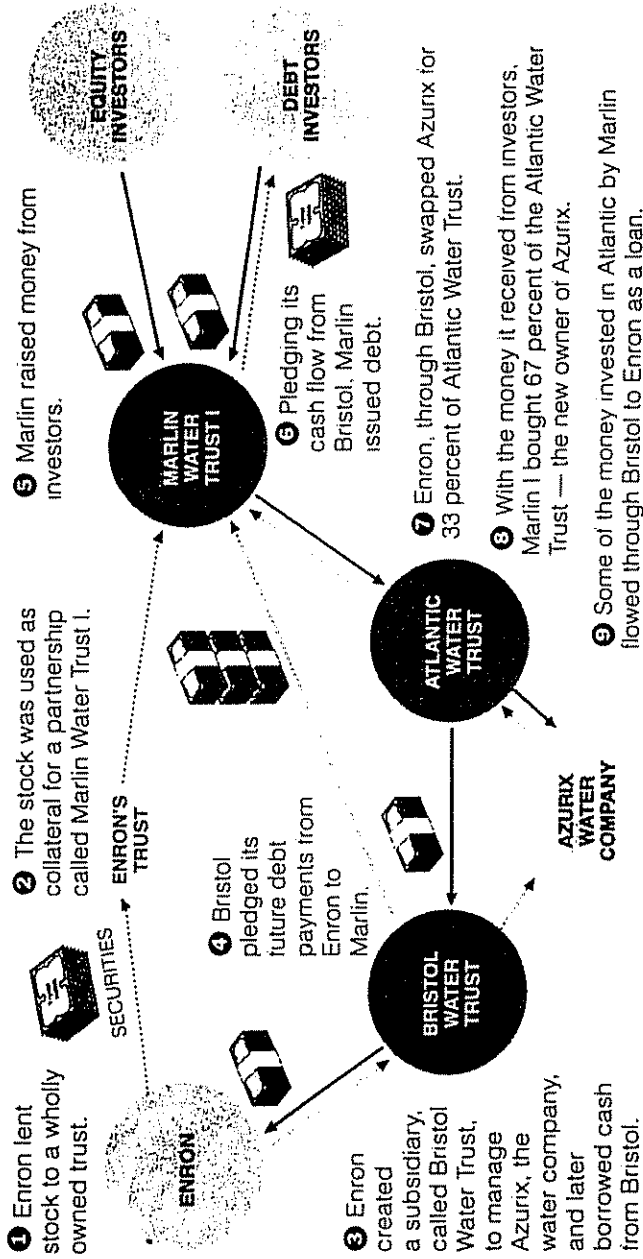 ❶ Enron lent
stock to a wholly
owned trust.
SECURITIES
❷ The stock was used as
collateral for a partnership
called Marlin Water Trust I.
ENRON'S
TRUST
❺ Marlin raised money from
investors.
EQUITY
INVESTORS
DEBT
INVESTORS
MARLIN
WATER
TRUST I
❻ Pledging its
cash flow from
Bristol, Marlin
issued debt.
ENRON
❹ Bristol
pledged its
future debt
payments from
Enron to
Marlin.
❸ Enron
created
a subsidiary,
called Bristol
Water Trust,
to manage
Azurix, the
water company,
and later
borrowed cash
from Bristol.
BRISTOL
WATER
TRUST
ATLANTIC
WATER
TRUST
AZURIX
WATER
COMPANY
❼ Enron, through Bristol, swapped Azurix for
33 percent of Atlantic Water Trust.
❽ With the money it received from investors,
Marlin I bought 67 percent of the Atlantic Water
Trust — the new owner of Azurix.
❾ Some of the money invested in Atlantic by Marlin
flowed through Bristol to Enron as a loan.